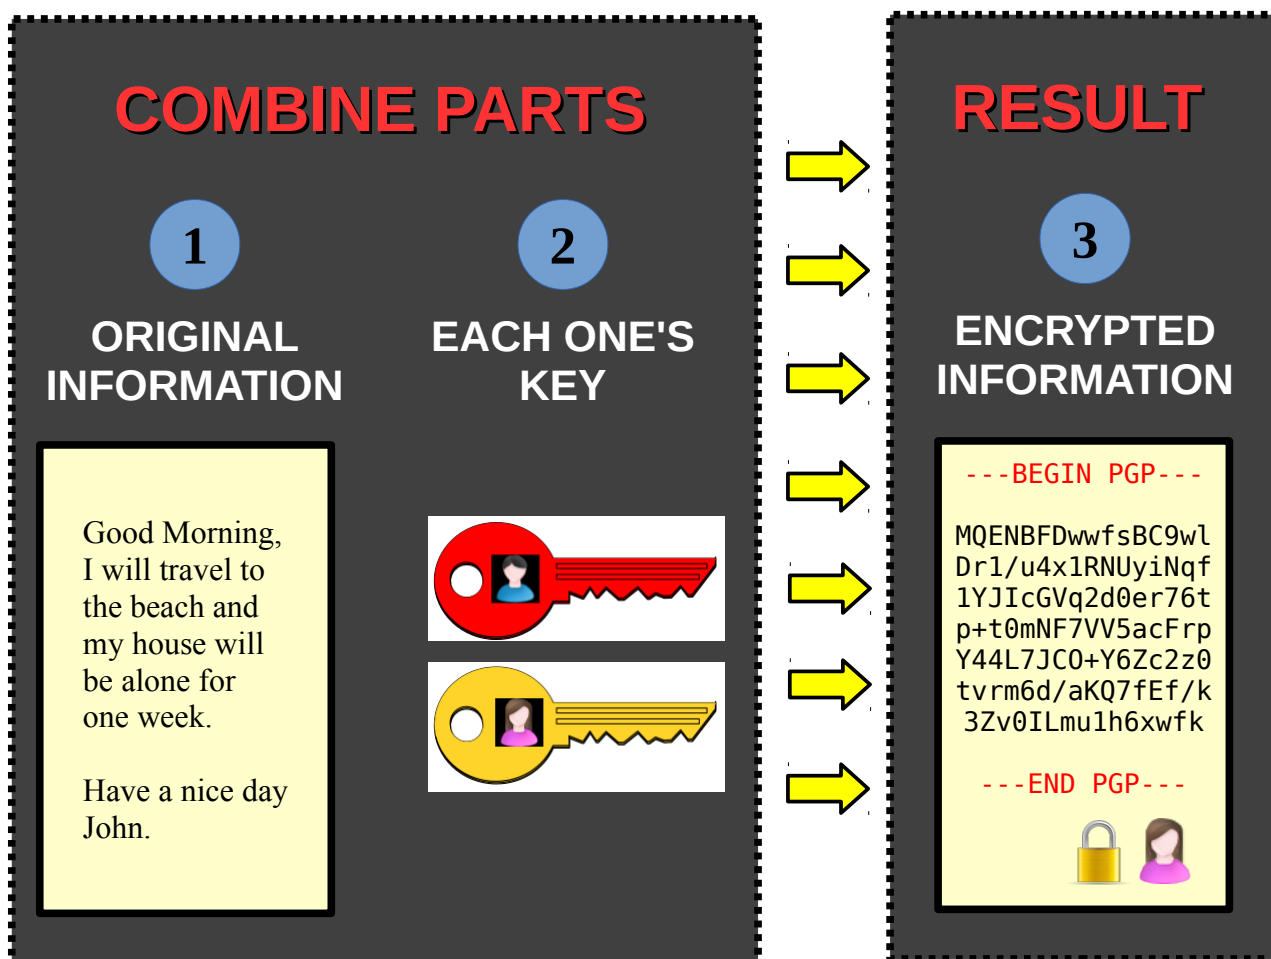 COMBINE PARTS
1
ORIGINAL
INFORMATION
Good Morning,
I will travel to
the beach and
my house will
be alone for
one week.
Have a nice day
John.
2
EACH ONE'S
KEY
RESULT
3
ENCRYPTED
INFORMATION
---BEGIN PGP---
MQENBFDwwfsBC9wl
Dr1/u4x1RNUyiNqf
1YJIcGVq2d0er76t
p+t0mNF7VV5acFrp
Y44L7JCO+Y6Zc2z0
tvrm6d/aKQ7fEf/k
3Zv0ILmu1h6xwfk
---END PGP---